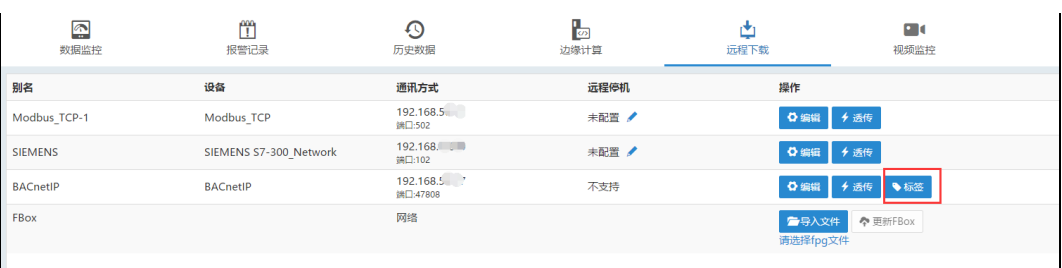 数据监控 报警记录 历史数据 边缘计算 远程下载 视频监控
别名 设备 通讯方式 远程停机 操作
Modbus_TCP-1 Modbus_TCP 192.168.5 未配置 编辑 透传
端口:502
SIEMENS SIEMENS S7-300_Network 192.168. 未配置 编辑 透传
端口:102
BACnetIP BACnetIP 192.168.5 不支持 编辑 透传 标签
端口:47808
FBox 网络 导入文件 更新FBox
请选择fpg文件